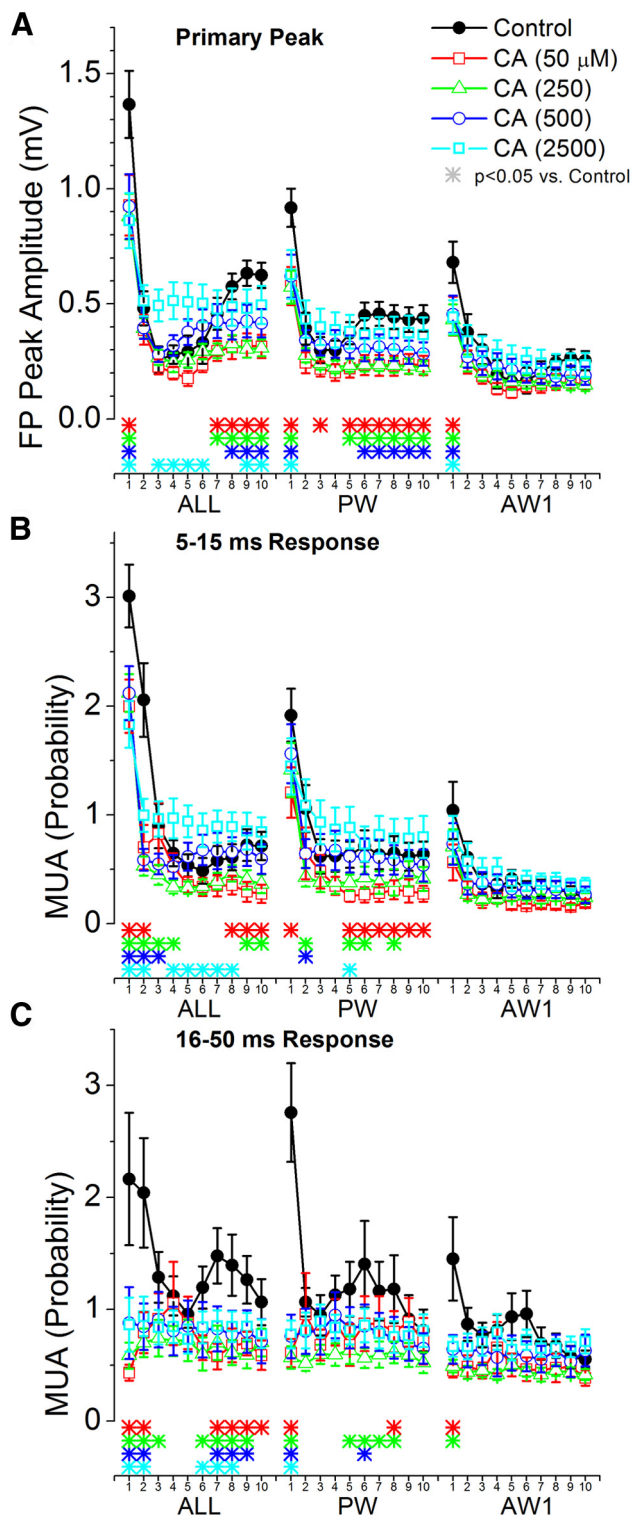 A
Primary Peak
Control
CA (50 μM)
CA (250)
CA (500)
CA (2500)
p<0.05 vs. Control
FP Peak Amplitude (mV)
1.5
1.0
0.5
0.0
1 2 3 4 5 6 7 8 9 10 1 2 3 4 5 6 7 8 9 10 1 2 3 4 5 6 7 8 9 10
ALL PW AW1
B
5-15 ms Response
MUA (Probability)
3
2
1
0
1 2 3 4 5 6 7 8 9 10 1 2 3 4 5 6 7 8 9 10 1 2 3 4 5 6 7 8 9 10
ALL PW AW1
C
16-50 ms Response
MUA (Probability)
3
2
1
0
1 2 3 4 5 6 7 8 9 10 1 2 3 4 5 6 7 8 9 10 1 2 3 4 5 6 7 8 9 10
ALL PW AW1